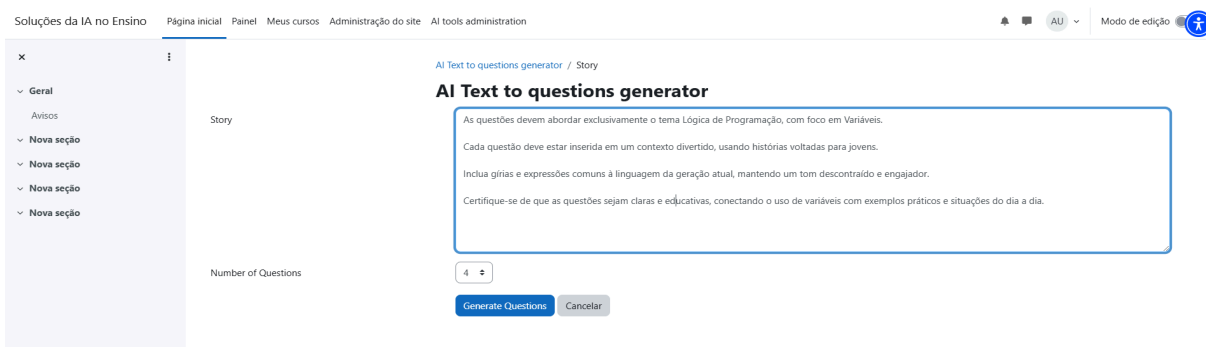 Soluções da IA no Ensino Página inicial Painel Meus cursos Administração do site AI tools administration AU Modo de edição
Geral
Avisos
Nova seção
Nova seção
Nova seção
Nova seção
AI Text to questions generator / Story
AI Text to questions generator
Story
As questões devem abordar exclusivamente o tema Lógica de Programação, com foco em Variáveis.
Cada questão deve estar inserida em um contexto divertido, usando histórias voltadas para jovens.
Inclua gírias e expressões comuns à linguagem da geração atual, mantendo um tom descontraído e engajador.
Certifique-se de que as questões sejam claras e educativas, conectando o uso de variáveis com exemplos práticos e situações do dia a dia.
Number of Questions 4
Generate Questions Cancelar